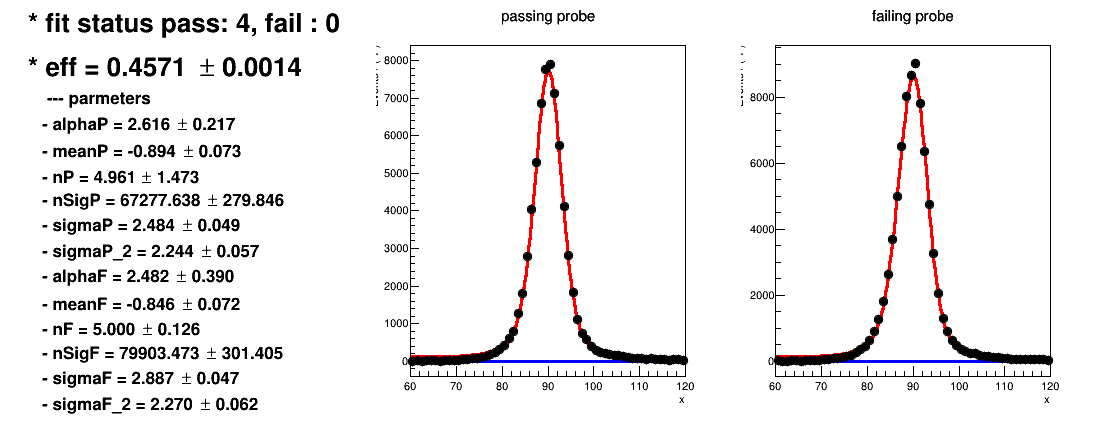 * fit status pass: 4, fail : 0
* eff = 0.4571 ± 0.0014
--- parmeters
- alphaP = 2.616 ± 0.217
- meanP = -0.894 ± 0.073
- nP = 4.961 ± 1.473
- nSigP = 67277.638 ± 279.846
- sigmaP = 2.484 ± 0.049
- sigmaP_2 = 2.244 ± 0.057
- alphaF = 2.482 ± 0.390
- meanF = -0.846 ± 0.072
- nF = 5.000 ± 0.126
- nSigF = 79903.473 ± 301.405
- sigmaF = 2.887 ± 0.047
- sigmaF_2 = 2.270 ± 0.062
passing probe
8000
7000
6000
5000
4000
3000
2000
1000
0
60 70 80 90 100 110 120
x
failing probe
8000
6000
4000
2000
0
60 70 80 90 100 110 120
x